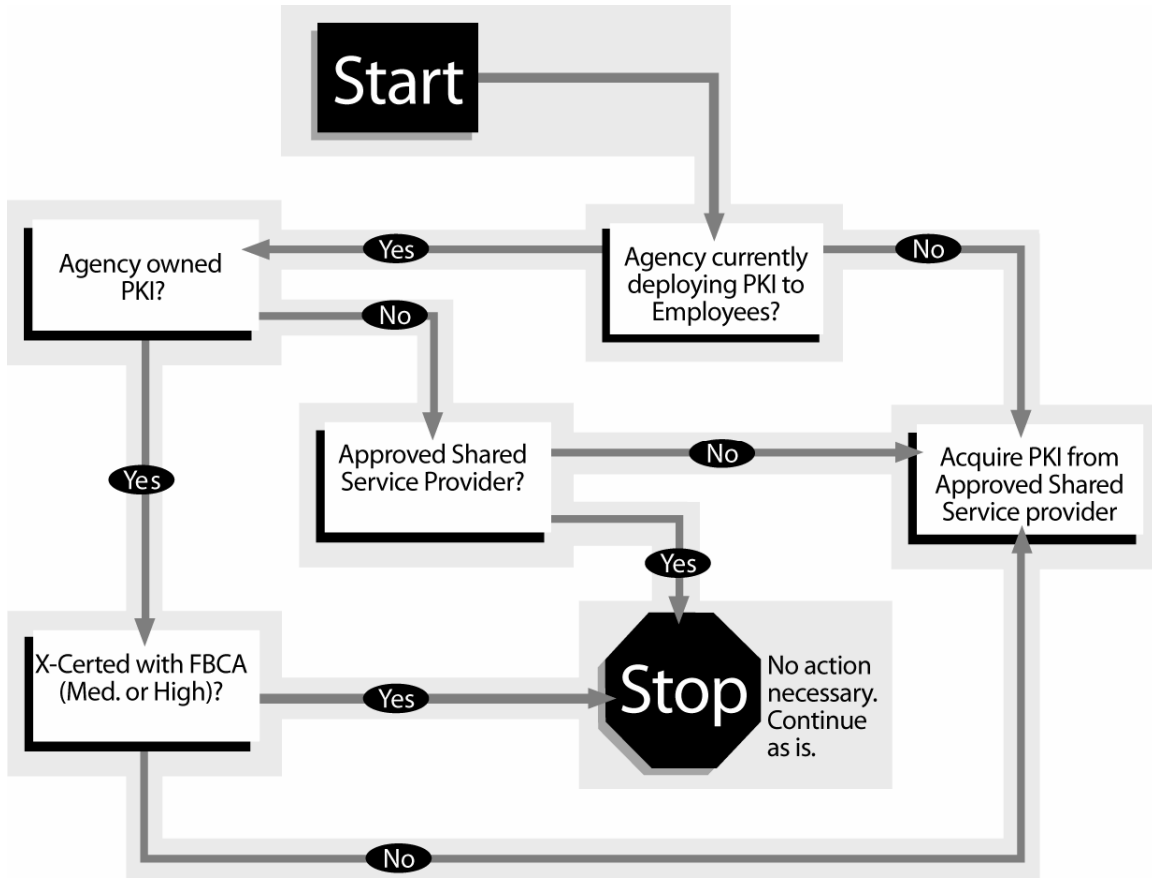 Start
Agency owned
PKI?
Yes
Agency currently
deploying PKI to
Employees?
No
No
Yes
Approved Shared
Service Provider?
No
Acquire PKI from
Approved Shared
Service provider
Yes
X-Certed with FBCA
(Med. or High)?
Yes
Stop
No action
necessary.
Continue
as is.
No